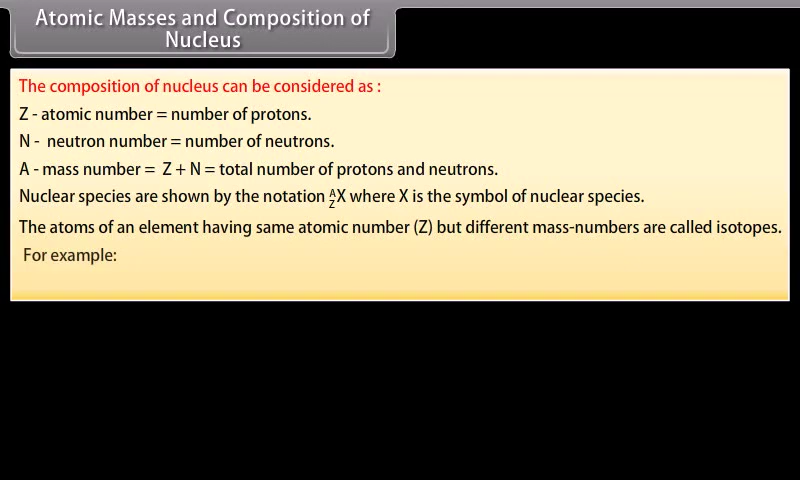 Atomic Masses and Composition of
Nucleus
The composition of nucleus can be considered as :
Z - atomic number = number of protons.
N - neutron number = number of neutrons.
A - mass number = Z + N = total number of protons and neutrons.
Nuclear species are shown by the notation ᴬ_ZX where X is the symbol of nuclear species.
The atoms of an element having same atomic number (Z) but different mass-numbers are called isotopes.
For example: